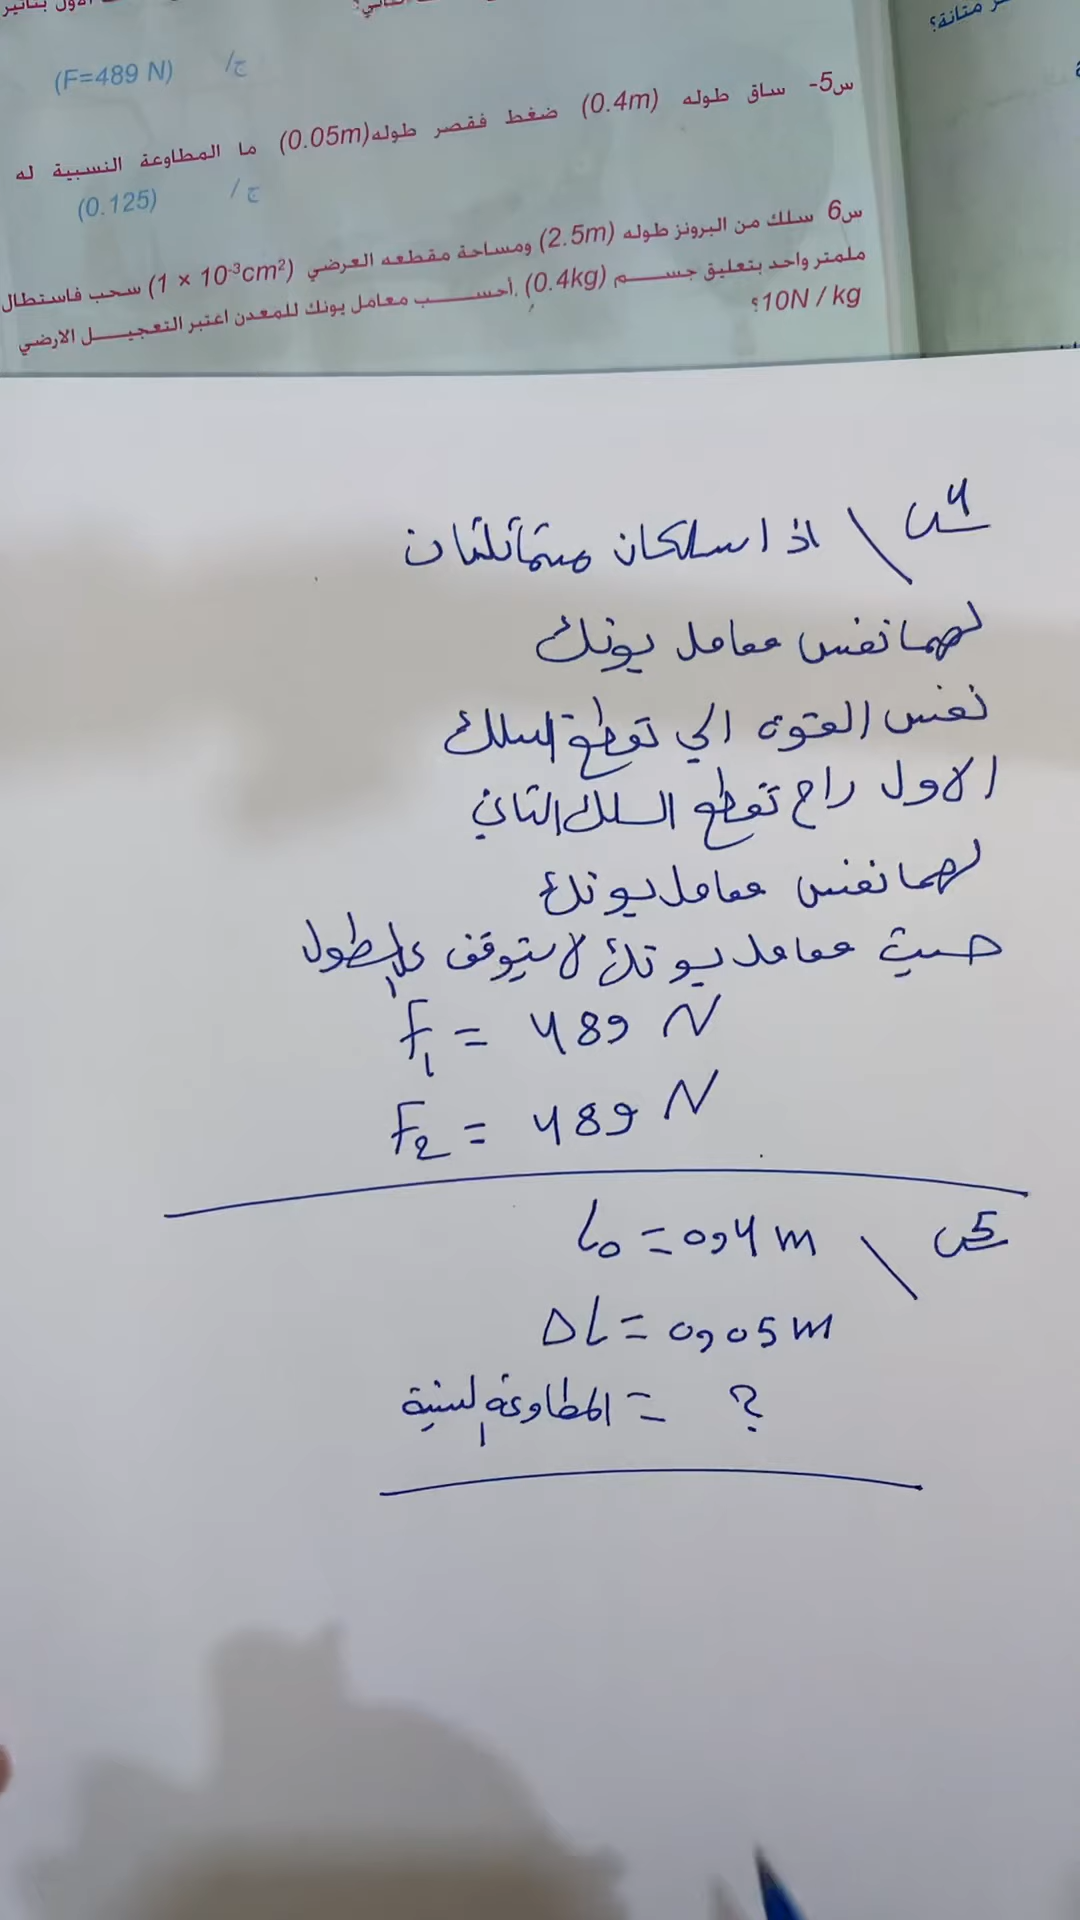 متانة؟
(F=489 N) ج/
س5- ساق طوله (0.4m) ضغط فقصر طوله(0.05m) ما المطاوعة النسبية له
ج/ (0.125)
س6 سلك من البرونز طوله (2.5m) ومساحة مقطعه العرضي (1 × 10⁻³cm²) سحب فاستطال
ملمتر واحد بتعليق جسم (0.4kg) .أحسب معامل يونك للمعدن اعتبر التعجيل الارضي
10N / kg؟
س4 \ اذا سلكان متماثلتان
لهما نفس معامل يونك
نفس القوة الي تقطع السلك
الاول راح تقطع السلك الثاني
لهما نفس معامل يونك
حيث معامل يونك لا يتوقف على الطول
F₁ = 489 N
F₂ = 489 N
س5 \ L₀ = 0,4 m
ΔL = 0,05 m
المطاوعة النسبية = ?